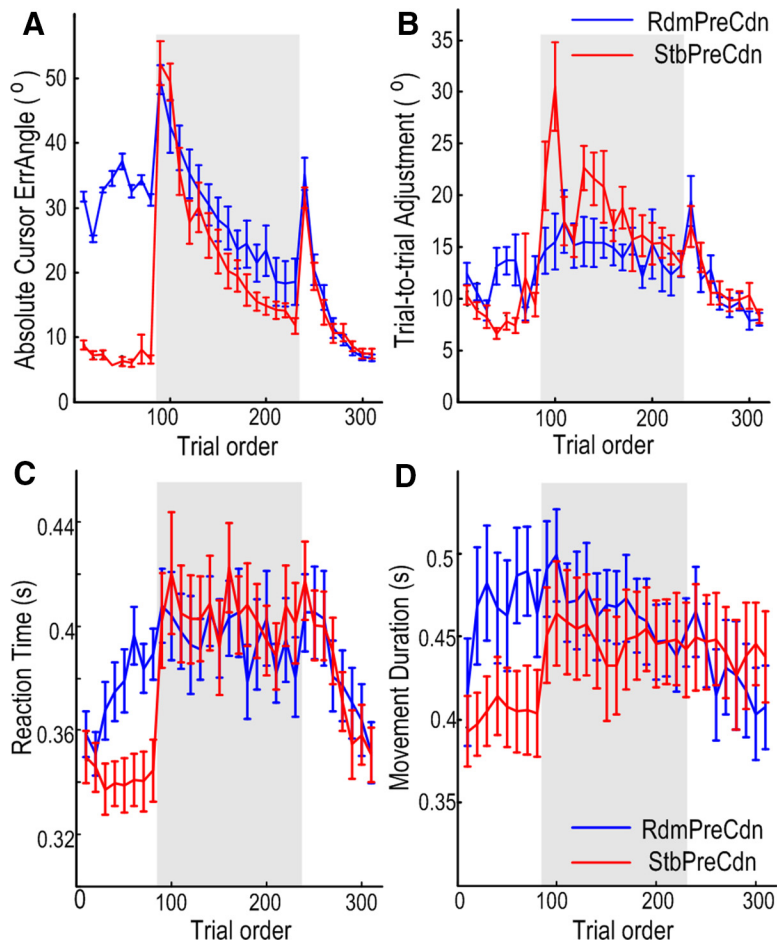 A
Absolute Cursor ErrAngle ( o )
50
40
30
20
10
0
100
200
300
Trial order
B
RdmPreCdn
StbPreCdn
Trial-to-trial Adjustment ( o )
35
30
25
20
15
10
5
0
100
200
300
Trial order
C
Reaction Time (s)
0.44
0.4
0.36
0.32
0
100
200
300
Trial order
D
Movement Duration (s)
0.5
0.45
0.4
0.35
RdmPreCdn
StbPreCdn
0
100
200
300
Trial order